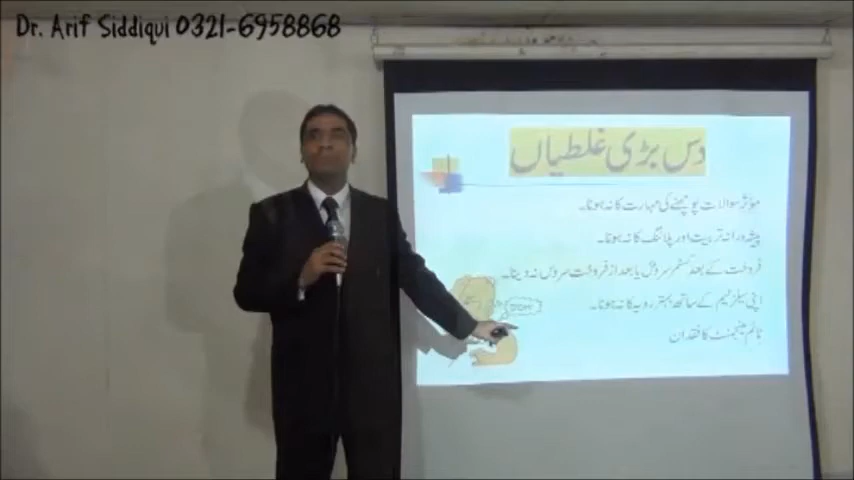 Dr. Arif Siddiqui 0321-6958868
دس بڑی غلطیاں
مؤثر سوالات پوچھنے کی مہارت کا نہ ہونا۔
پیشہ ورانہ تربیت اور پلاننگ کا نہ ہونا۔
فروخت کے بعد کسٹمر سروس یا بعد از فروخت سروس نہ دینا۔
اپنی سیلز ٹیم کے ساتھ بہتر رویہ کا نہ ہونا۔
ٹائم مینجمنٹ کا فقدان